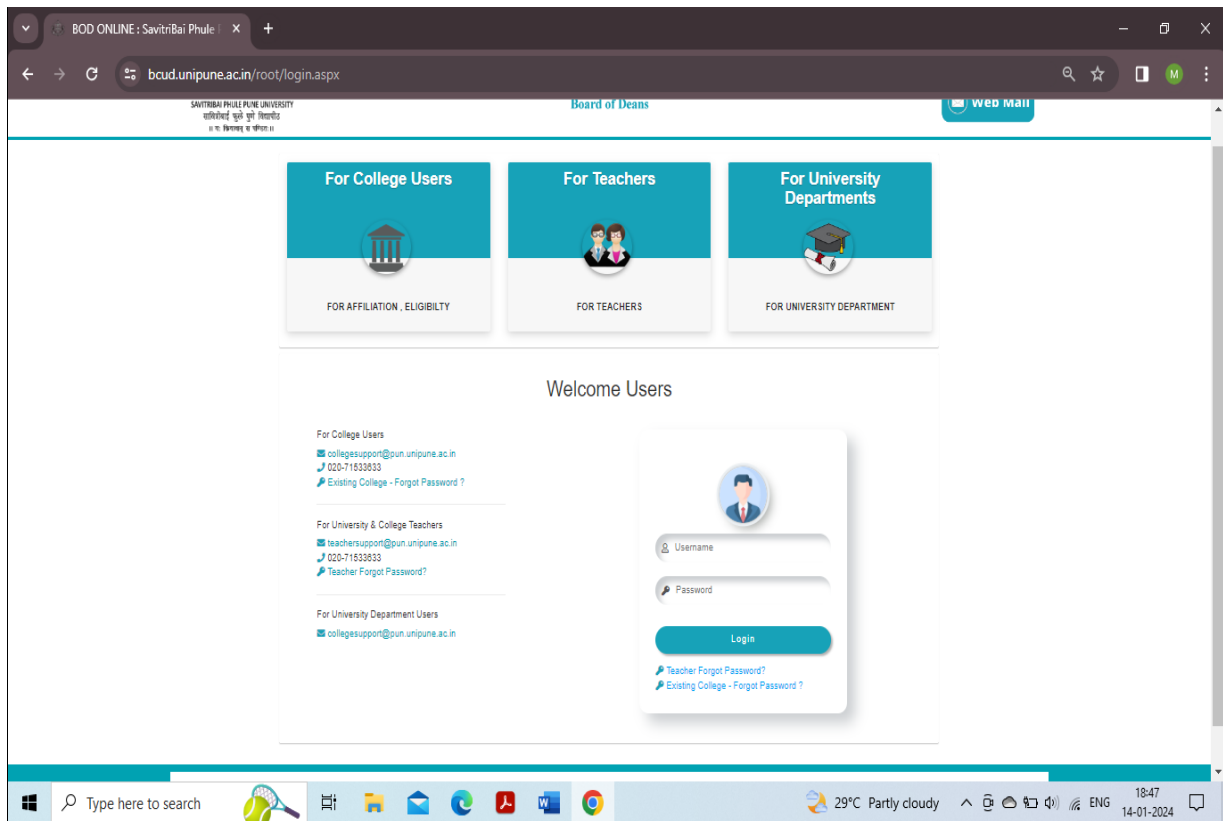 BOD ONLINE : SavitriBai Phule
bcud.unipune.ac.in/root/login.aspx
M
SAVITRIBAI PHULE PUNE UNIVERSITY
सावित्रीबाई फुले पुणे विद्यापीठ
Board of Deans
Web Mail
॥ यः क्रियावान् स पण्डितः ॥
For College Users
For Teachers
For University
Departments
FOR AFFILIATION , ELIGIBILTY
FOR TEACHERS
FOR UNIVERSITY DEPARTMENT
Welcome Users
For College Users
collegesupport@pun.unipune.ac.in
020-71533633
Existing College - Forgot Password ?
For University & College Teachers
teachersupport@pun.unipune.ac.in
020-71533633
Teacher Forgot Password?
For University Department Users
collegesupport@pun.unipune.ac.in
Username
Password
Login
Teacher Forgot Password?
Existing College - Forgot Password ?
Type here to search
29°C Partly cloudy
ENG
18:47
14-01-2024